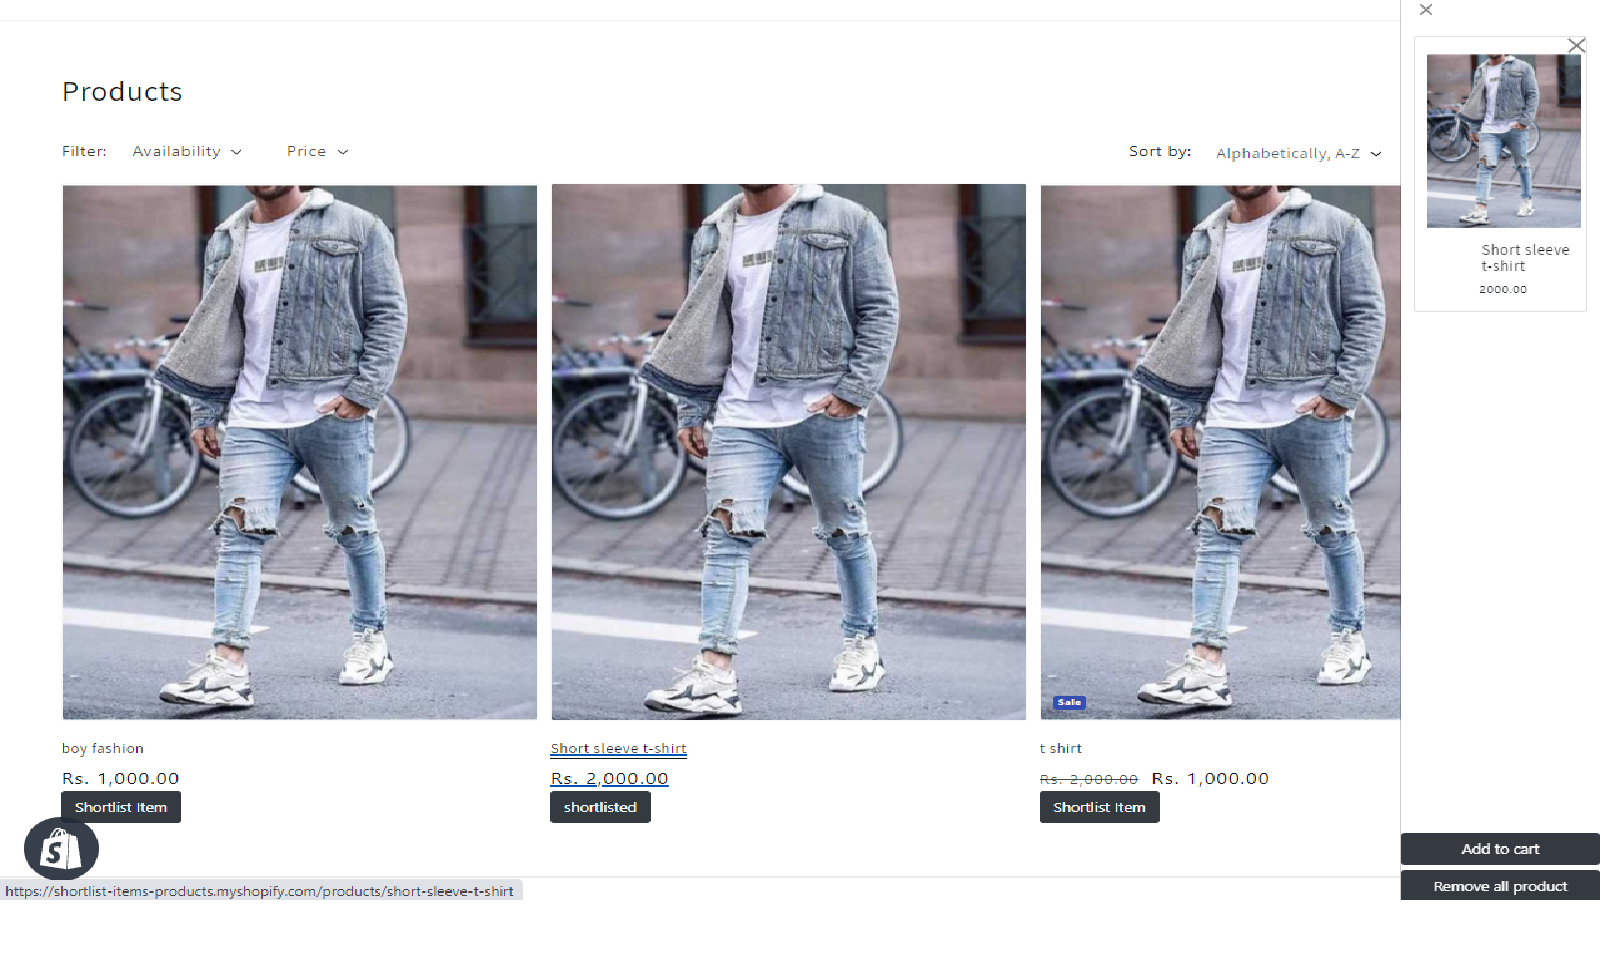 Products
Filter: Availability Price Sort by: Alphabetically, A-Z
Sale
boy fashion
Rs. 1,000.00
Shortlist Item
Short sleeve t-shirt
Rs. 2,000.00
shortlisted
t shirt
Rs. 2,000.00 Rs. 1,000.00
Shortlist Item
S
https://shortlist-items-products.myshopify.com/products/short-sleeve-t-shirt
Short sleeve
t-shirt
2000.00
Add to cart
Remove all product